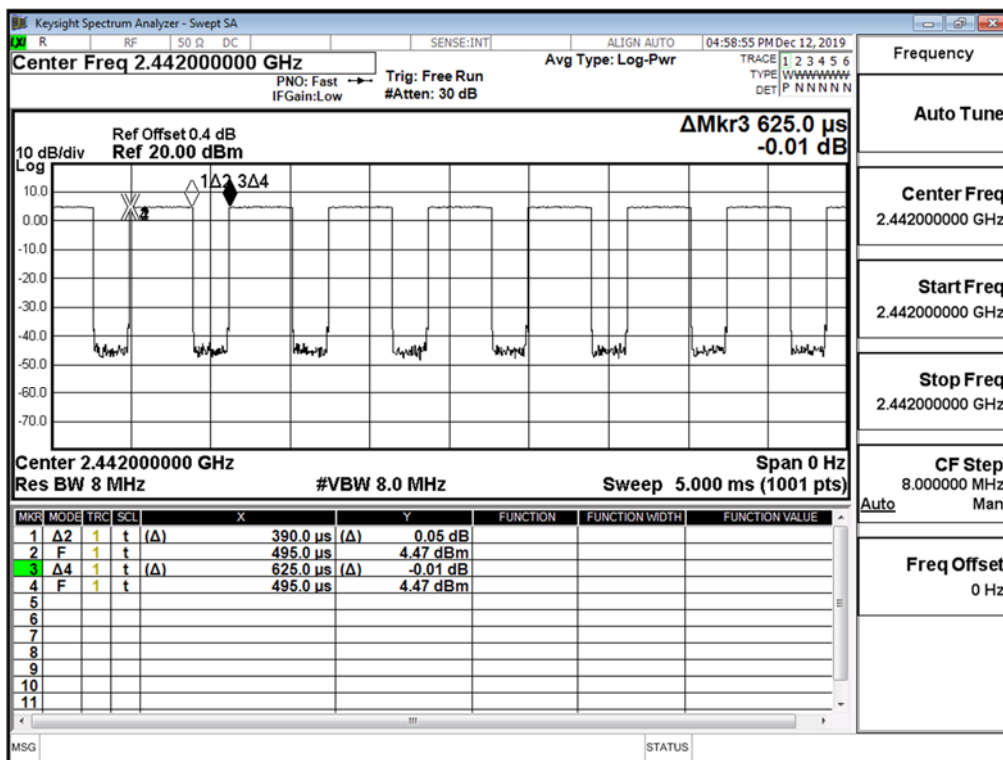 Keysight Spectrum Analyzer - Swept SA
LXI R RF 50 Ω DC SENSE:INT ALIGN AUTO 04:58:55 PM Dec 12, 2019
Center Freq 2.442000000 GHz
PNO: Fast
IFGain:Low
Trig: Free Run
#Atten: 30 dB
Avg Type: Log-Pwr
TRACE 1 2 3 4 5 6
TYPE WWWWWW
DET P N N N N N
Ref Offset 0.4 dB
10 dB/div Ref 20.00 dBm
Log
ΔMkr3 625.0 µs
-0.01 dB
1Δ2 3Δ4
10.0
0.00
-10.0
-20.0
-30.0
-40.0
-50.0
-60.0
-70.0
Center 2.442000000 GHz Span 0 Hz
Res BW 8 MHz #VBW 8.0 MHz Sweep 5.000 ms (1001 pts)
MKR MODE TRC SCL X Y FUNCTION FUNCTION WIDTH FUNCTION VALUE
1 Δ2 1 t (Δ) 390.0 µs (Δ) 0.05 dB
2 F 1 t 495.0 µs 4.47 dBm
3 Δ4 1 t (Δ) 625.0 µs (Δ) -0.01 dB
4 F 1 t 495.0 µs 4.47 dBm
5
6
7
8
9
10
11
MSG STATUS
Frequency
Auto Tune
Center Freq
2.442000000 GHz
Start Freq
2.442000000 GHz
Stop Freq
2.442000000 GHz
CF Step
8.000000 MHz
Auto Man
Freq Offset
0 Hz